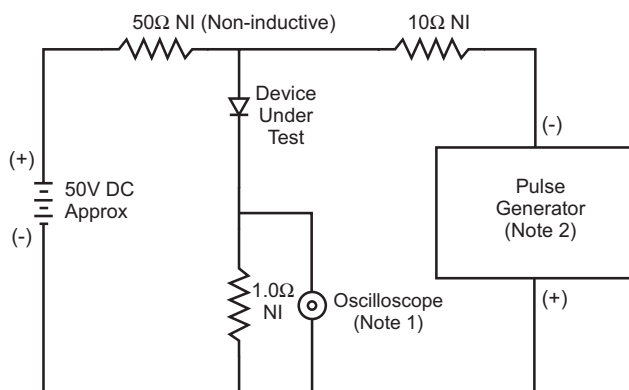 50Ω NI (Non-inductive)
10Ω NI
Device
Under
Test
(-)
(+)
50V DC
Approx
(-)
Pulse
Generator
(Note 2)
1.0Ω
NI
Oscilloscope
(Note 1)
(+)